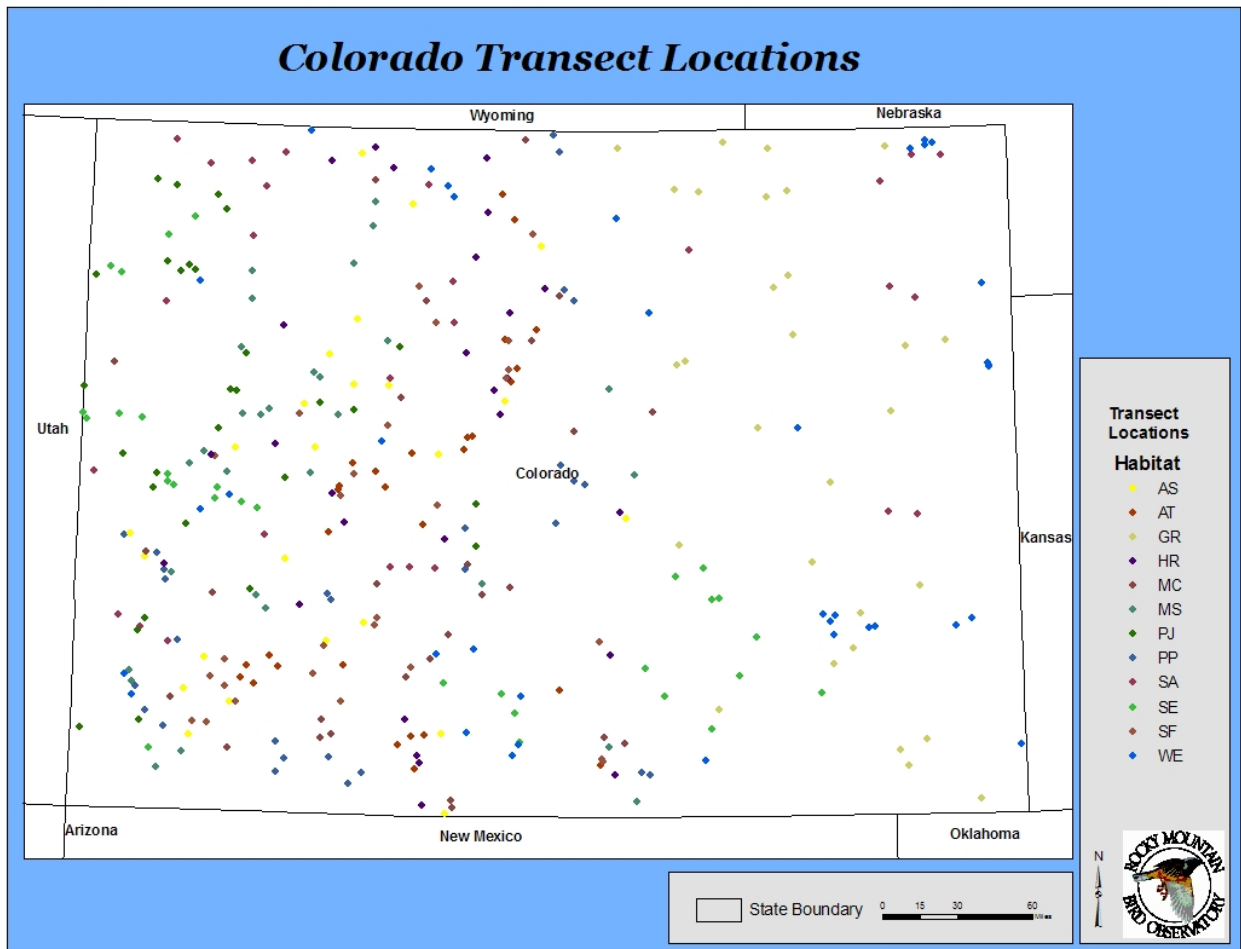 Colorado Transect Locations
Wyoming
Nebraska
Utah
Colorado
Kansas
Arizona
New Mexico
Oklahoma
Transect
Locations
Habitat
AS
AT
GR
HR
MC
MS
PJ
PP
SA
SE
SF
WE
N
ROCKY MOUNTAIN
BIRD OBSERVATORY
State Boundary
0 15 30 60
Miles